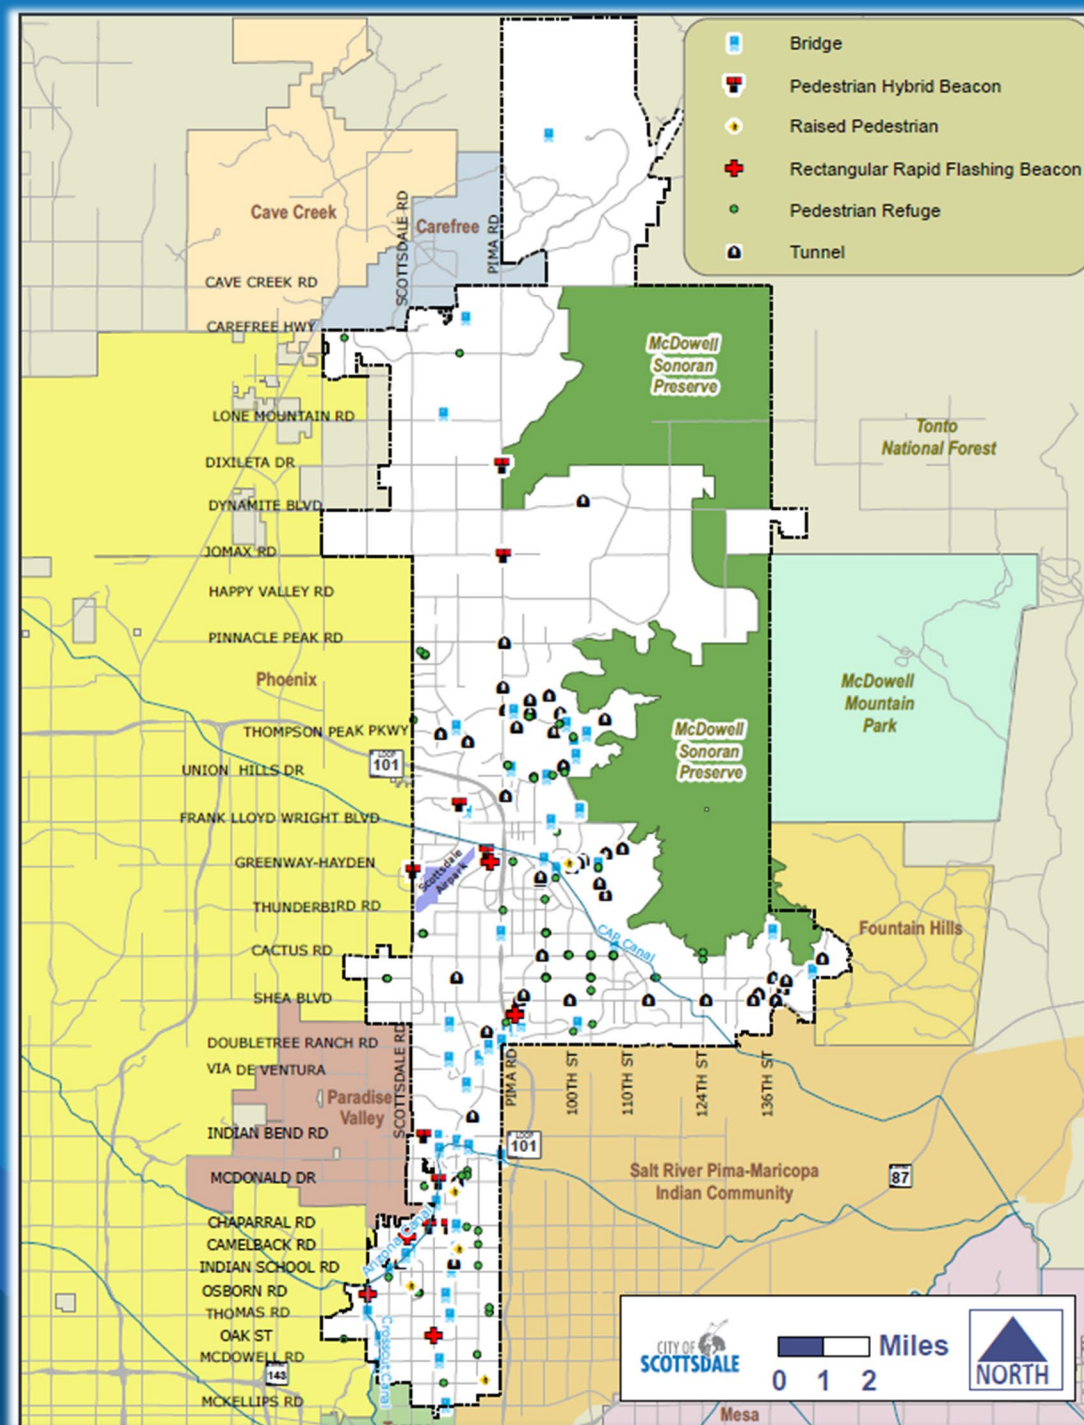 Bridge
Pedestrian Hybrid Beacon
Raised Pedestrian
Rectangular Rapid Flashing Beacon
Pedestrian Refuge
Tunnel
Cave Creek
Carefree
SCOTTSDALE RD
PIMA RD
CAVE CREEK RD
CAREFREE HWY
McDowell
Sonoran
Preserve
LONE MOUNTAIN RD
Tonto
National Forest
DIXILETA DR
DYNAMITE BLVD
JOMAX RD
HAPPY VALLEY RD
PINNACLE PEAK RD
Phoenix
McDowell
Mountain
Park
THOMPSON PEAK PKWY
McDowell
Sonoran
Preserve
LOOP
101
UNION HILLS DR
FRANK LLOYD WRIGHT BLVD
GREENWAY-HAYDEN
Scottsdale
Airpark
THUNDERBIRD RD
CAP Canal
Fountain Hills
CACTUS RD
SHEA BLVD
DOUBLETREE RANCH RD
SCOTTSDALE RD
PIMA RD
100TH ST
110TH ST
124TH ST
136TH ST
VIA DE VENTURA
Paradise
Valley
INDIAN BEND RD
LOOP
101
MCDONALD DR
Salt River Pima-Maricopa
Indian Community
87
CHAPARRAL RD
CAMELBACK RD
Arizona Canal
INDIAN SCHOOL RD
OSBORN RD
THOMAS RD
OAK ST
Crosscut Canal
MCDOWELL RD
143
MCKELLIPS RD
CITY OF
SCOTTSDALE
Miles
0 1 2
NORTH
Mesa